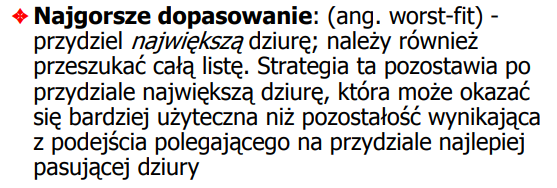 ❖ Najgorsze dopasowanie: (ang. worst-fit) -
przydziel największą dziurę; należy również
przeszukać całą listę. Strategia ta pozostawia po
przydziale największą dziurę, która może okazać
się bardziej użyteczna niż pozostałość wynikająca
z podejścia polegającego na przydziale najlepiej
pasującej dziury